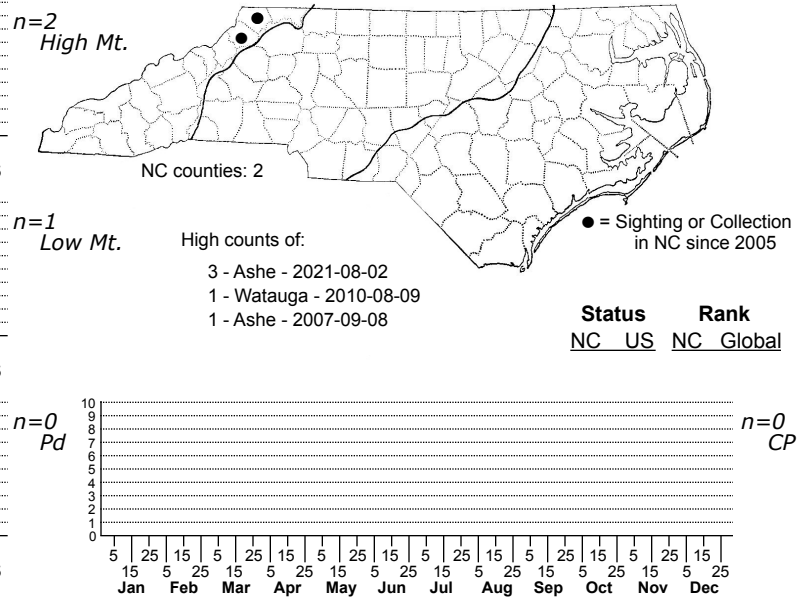 n=2
High Mt.
NC counties: 2
n=1
Low Mt.
High counts of:
3 - Ashe - 2021-08-02
1 - Watauga - 2010-08-09
1 - Ashe - 2007-09-08
● = Sighting or Collection
in NC since 2005
Status Rank
NC US NC Global
n=0
Pd
n=0
CP
10
9
8
7
6
5
4
3
2
1
0
5 25 15 5 25 15 5 25 15 5 25 15 5 25 15 5 25 15
15 5 25 15 5 25 15 5 25 15 5 25 15 5 25 15 5 25
Jan Feb Mar Apr May Jun Jul Aug Sep Oct Nov Dec